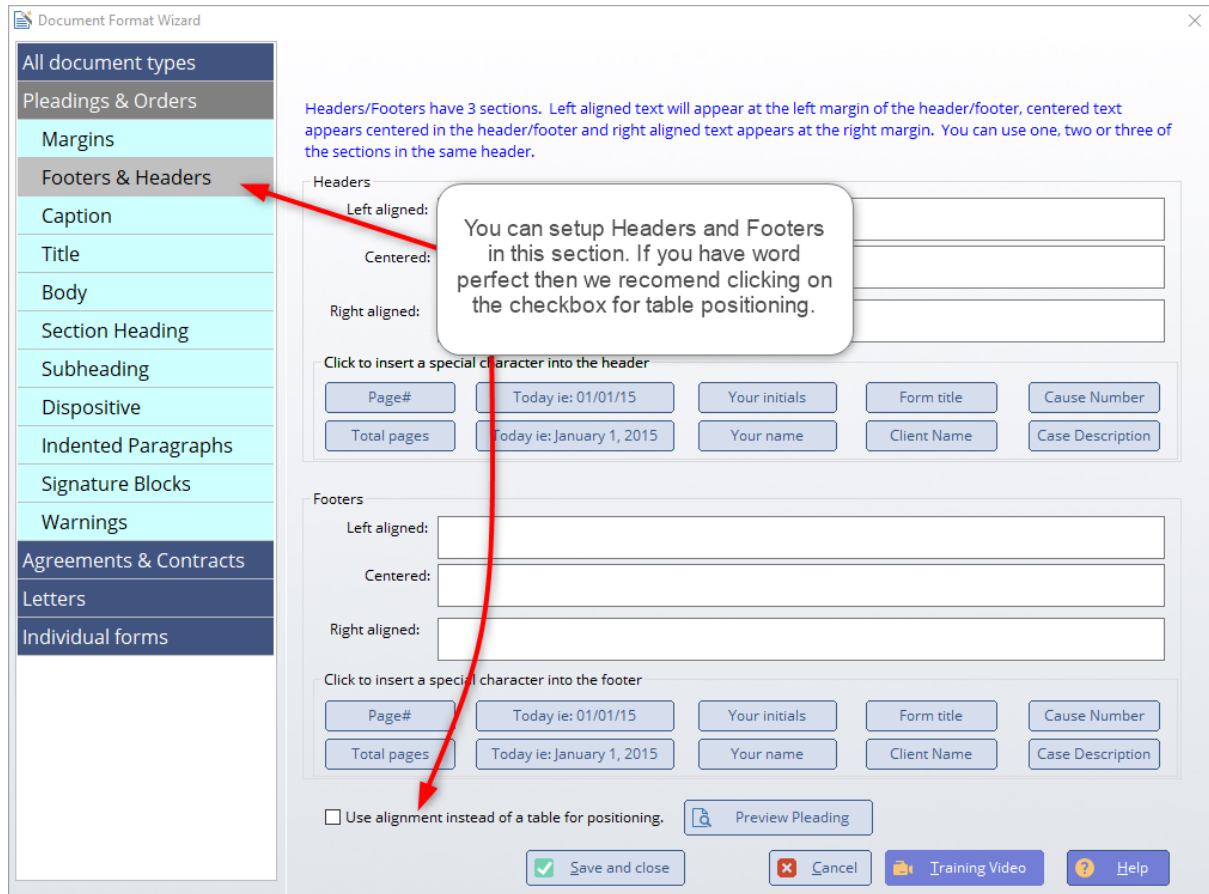 Document Format Wizard
All document types
Pleadings & Orders
Margins
Footers & Headers
Caption
Title
Body
Section Heading
Subheading
Dispositive
Indented Paragraphs
Signature Blocks
Warnings
Agreements & Contracts
Letters
Individual forms
Headers/Footers have 3 sections. Left aligned text will appear at the left margin of the header/footer, centered text
appears centered in the header/footer and right aligned text appears at the right margin. You can use one, two or three of
the sections in the same header.
Headers
Left aligned:
Centered:
Right aligned:
You can setup Headers and Footers
in this section. If you have word
perfect then we recomend clicking on
the checkbox for table positioning.
Click to insert a special character into the header
Page# Today ie: 01/01/15 Your initials Form title Cause Number
Total pages Today ie: January 1, 2015 Your name Client Name Case Description
Footers
Left aligned:
Centered:
Right aligned:
Click to insert a special character into the footer
Page# Today ie: 01/01/15 Your initials Form title Cause Number
Total pages Today ie: January 1, 2015 Your name Client Name Case Description
Use alignment instead of a table for positioning. Preview Pleading
Save and close Cancel Training Video Help